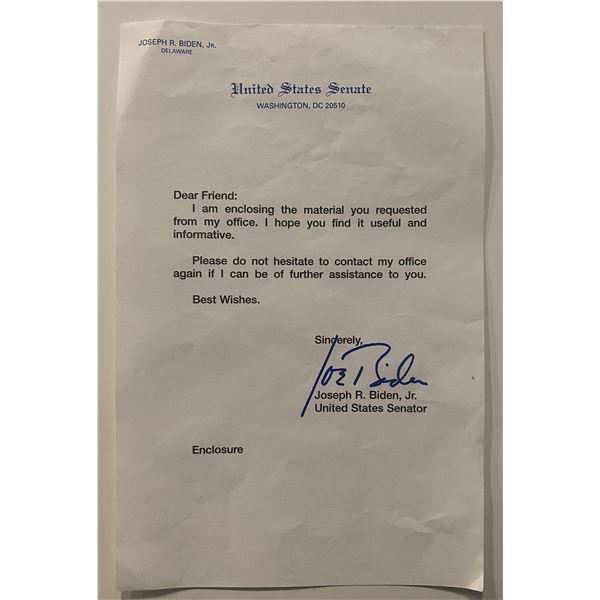 JOSEPH R. BIDEN, JR.
DELAWARE
United States Senate
WASHINGTON, DC 20510
Dear Friend:
I am enclosing the material you requested
from my office. I hope you find it useful and
informative.
Please do not hesitate to contact my office
again if I can be of further assistance to you.
Best Wishes.
Sincerely,
Joe Biden
Joseph R. Biden, Jr.
United States Senator
Enclosure